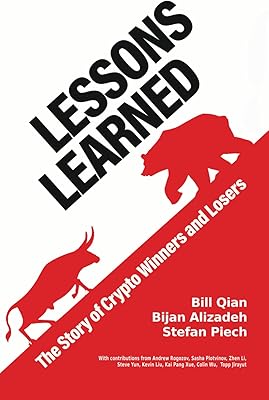 LESSONS
LEARNED
The Story of Crypto Winners and Losers
Bill Qian
Bijan Alizadeh
Stefan Piech
With contributions from Andrew Rogozov, Sasha Plotvinov, Zhen Li,
Steve Yun, Kevin Liu, Kai Pang Xue, Colin Wu, Topp Jirayut